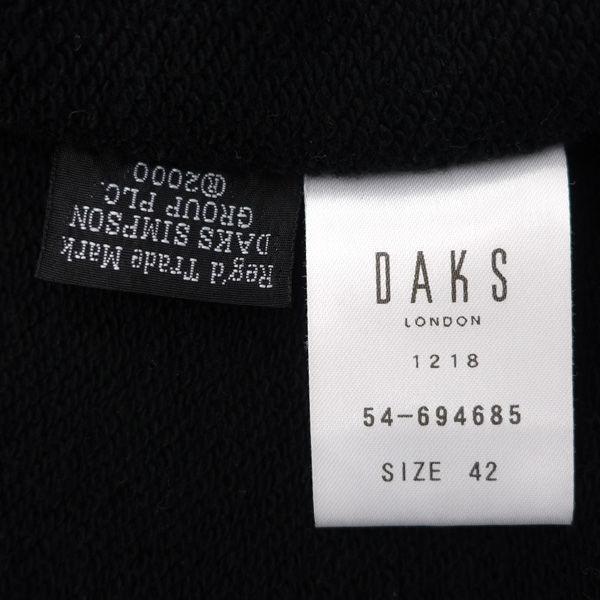 Reg'd Trade Mark
DAKS SIMPSON
GROUP PLC.
®2000
DAKS
LONDON
1218
54-694685
SIZE 42